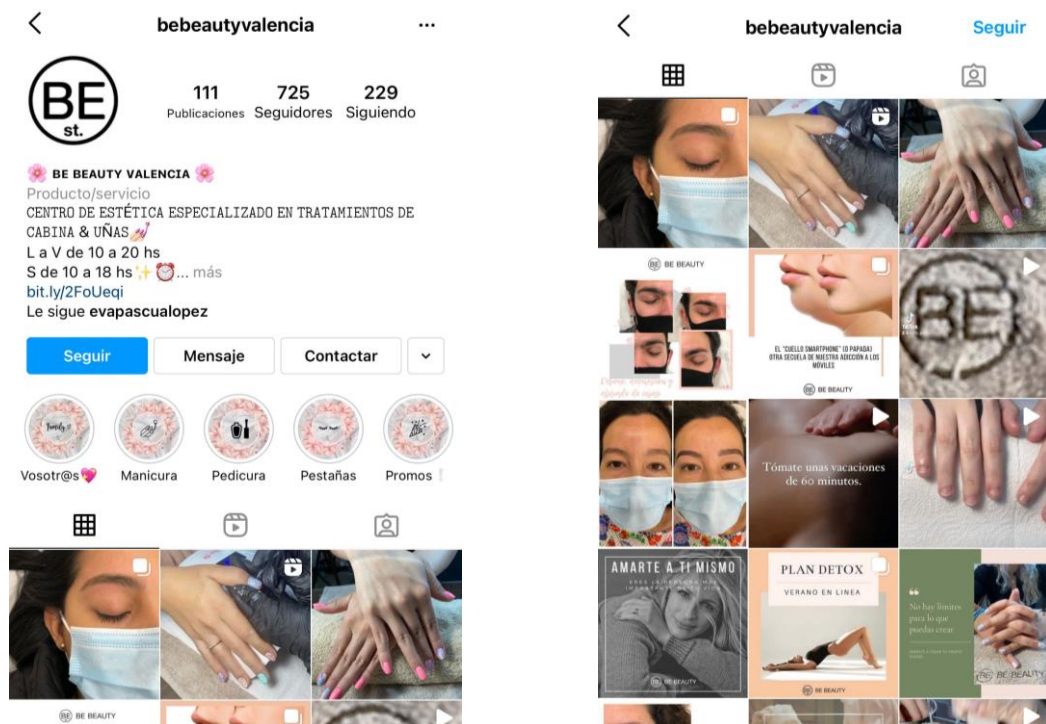 bebeautyvalencia
BE
st.
111 725 229
Publicaciones Seguidores Siguiendo
BE BEAUTY VALENCIA
Producto/servicio
CENTRO DE ESTÉTICA ESPECIALIZADO EN TRATAMIENTOS DE
CABINA & UÑAS
L a V de 10 a 20 hs
S de 10 a 18 hs ... más
bit.ly/2FoUeqi
Le sigue evapascualopez
Seguir Mensaje Contactar
Vosotr@s Manicura Pedicura Pestañas Promos
BE BEAUTY
bebeautyvalencia Seguir
BE BEAUTY
EL "CUELLO SMARTPHONE" (O PAPADA)
OTRA SECUELA DE NUESTRA ADICCIÓN A LOS
MÓVILES
BE BEAUTY
BE
Tómate unas vacaciones
de 60 minutos.
AMARTE A TI MISMO
BE BEAUTY
PLAN DETOX
VERANO EN LINEA
BE BEAUTY
No hay límites
para lo que
puedas crear
BE BEAUTY